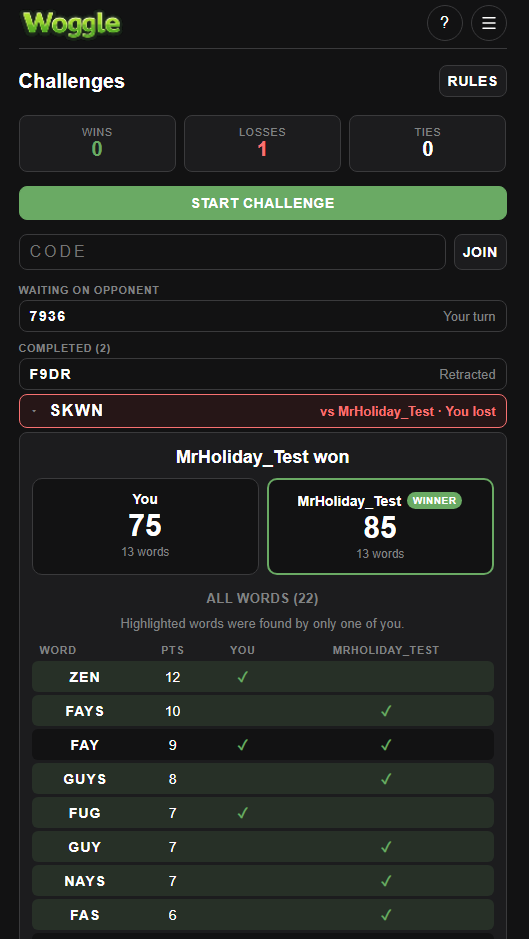 Woggle
?
Challenges
RULES
WINS
0
LOSSES
1
TIES
0
START CHALLENGE
CODE
JOIN
WAITING ON OPPONENT
7936 Your turn
COMPLETED (2)
F9DR Retracted
SKWN vs MrHoliday_Test · You lost
MrHoliday_Test won
You
75
13 words
MrHoliday_Test WINNER
85
13 words
ALL WORDS (22)
Highlighted words were found by only one of you.
WORD PTS YOU MRHOLIDAY_TEST
ZEN 12 ✓
FAYS 10 ✓
FAY 9 ✓ ✓
GUYS 8 ✓
FUG 7 ✓
GUY 7 ✓
NAYS 7 ✓
FAS 6 ✓